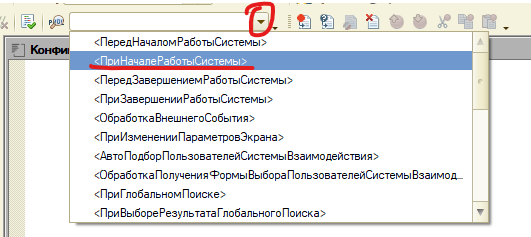 Конфи
<ПередНачаломРаботыСистемы>
<ПриНачалеРаботыСистемы>
<ПередЗавершениемРаботыСистемы>
<ПриЗавершенииРаботыСистемы>
<ОбработкаВнешнегоСобытия>
<ПриИзмененииПараметровЭкрана>
<АвтоПодборПользователейСистемыВзаимодействия>
<ОбработкаПолученияФормыВыбораПользователейСистемыВзаимод...
<ПриГлобальномПоиске>
<ПриВыбореРезультатаГлобальногоПоиска>